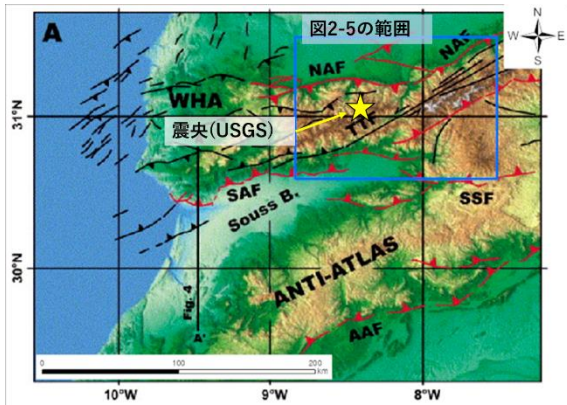 A
図2-5の範囲
N
W E
S
NAF
NAF
WHA
31°N
震央(USGS)
SAF
Souss B.
SSF
30°N
ANTI-ATLAS
Fig. 4
A'
AAF
0 100 200
km
10°W 9°W 8°W